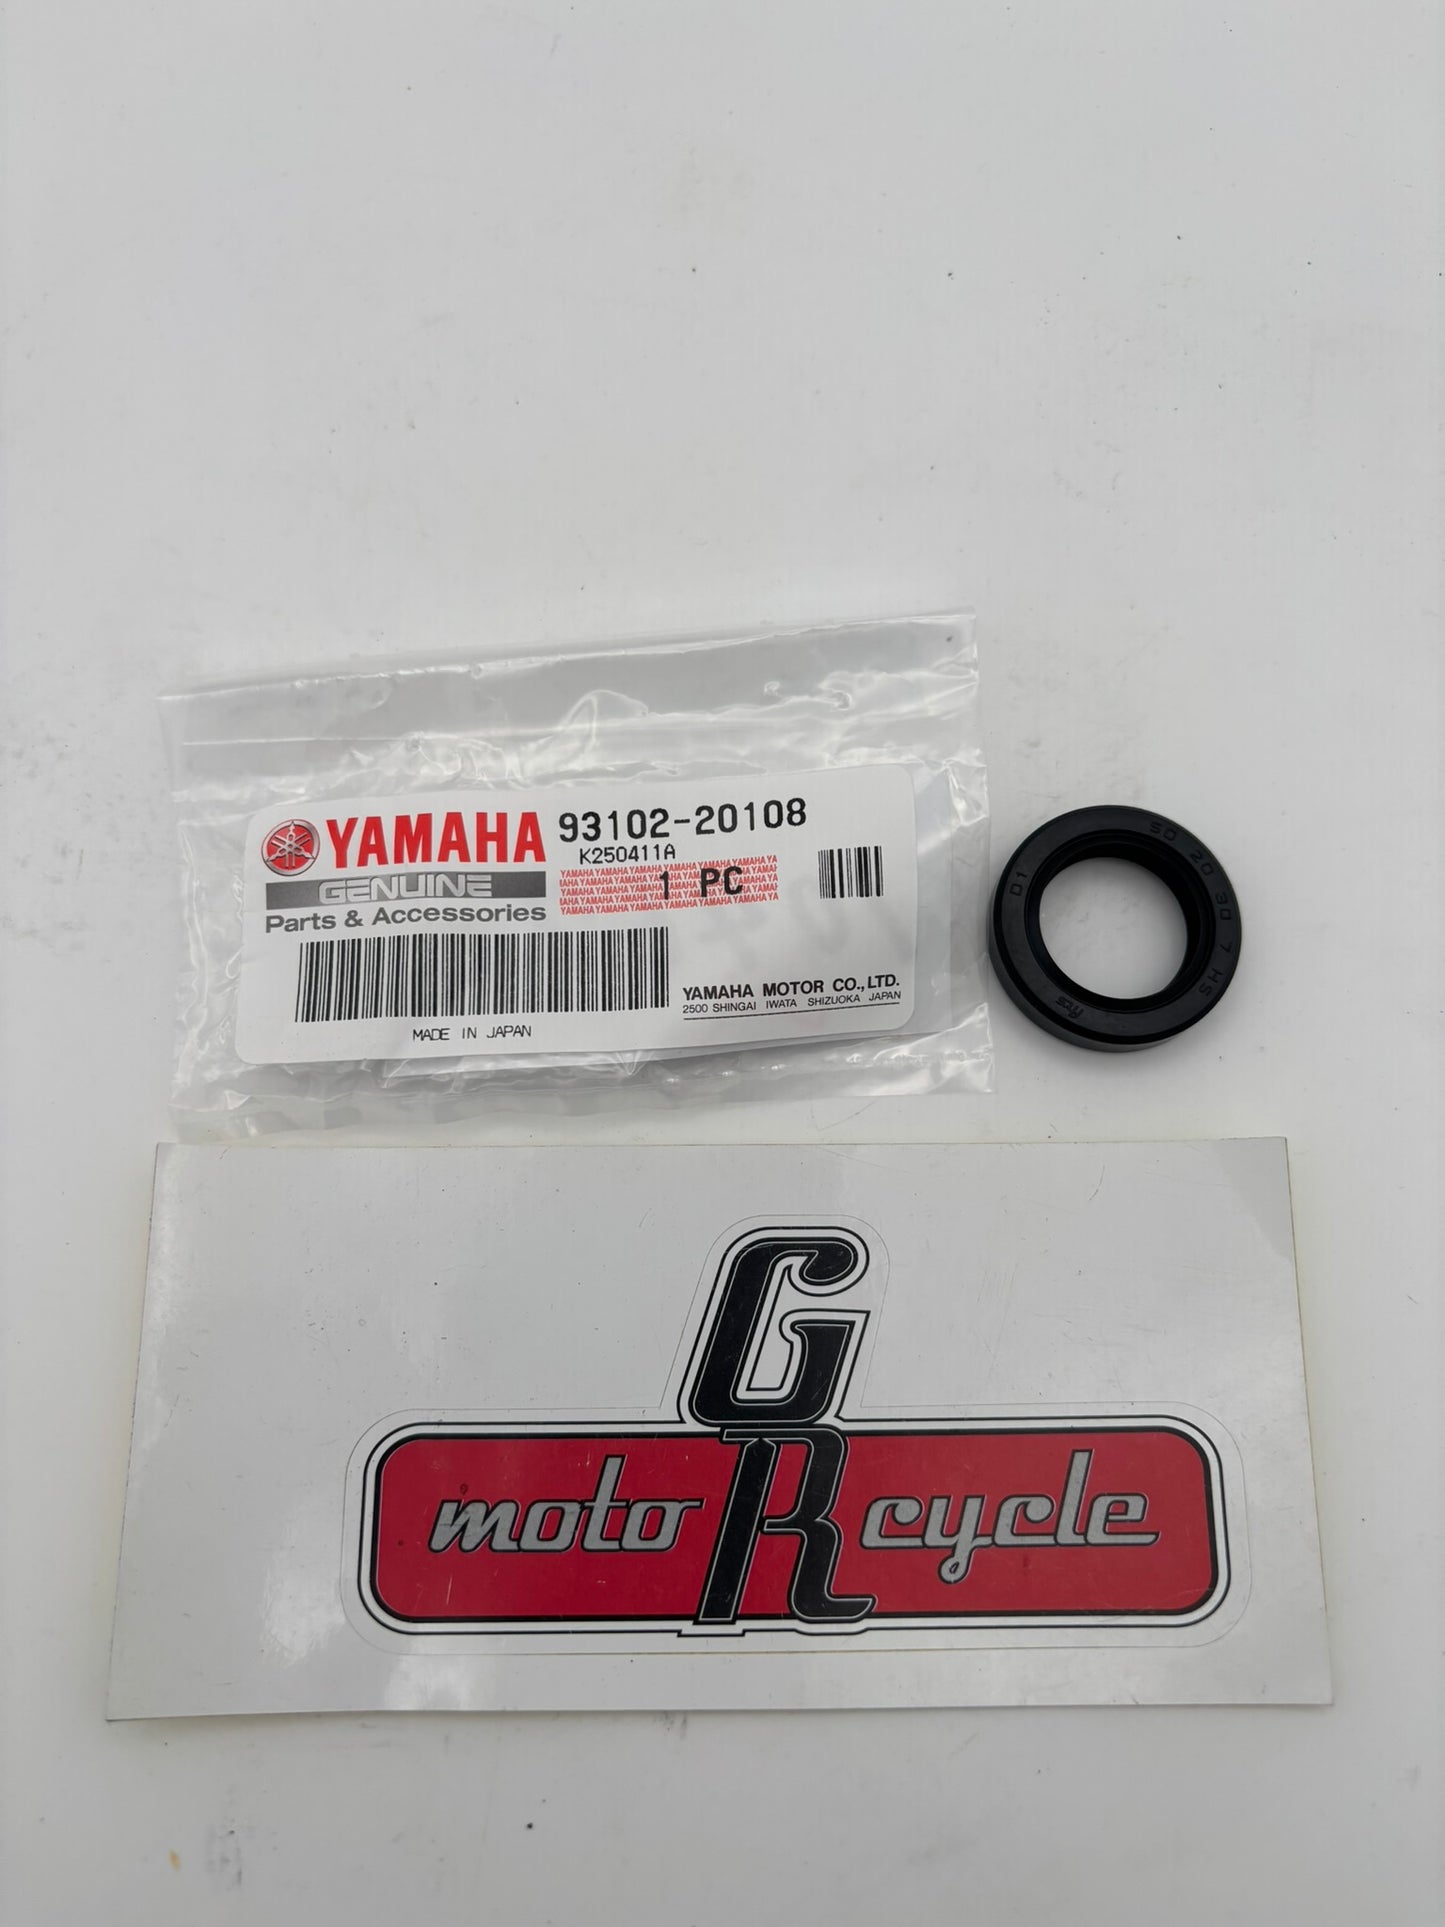 YAMAHA 93102-20108
K250411A
GENUINE
1 PC
Parts & Accessories
YAMAHA MOTOR CO.,LTD.
2500 SHINGAI IWATA SHIZUOKA JAPAN
MADE IN JAPAN
D1 SD 20 30 7 HS
GR
moto cycle